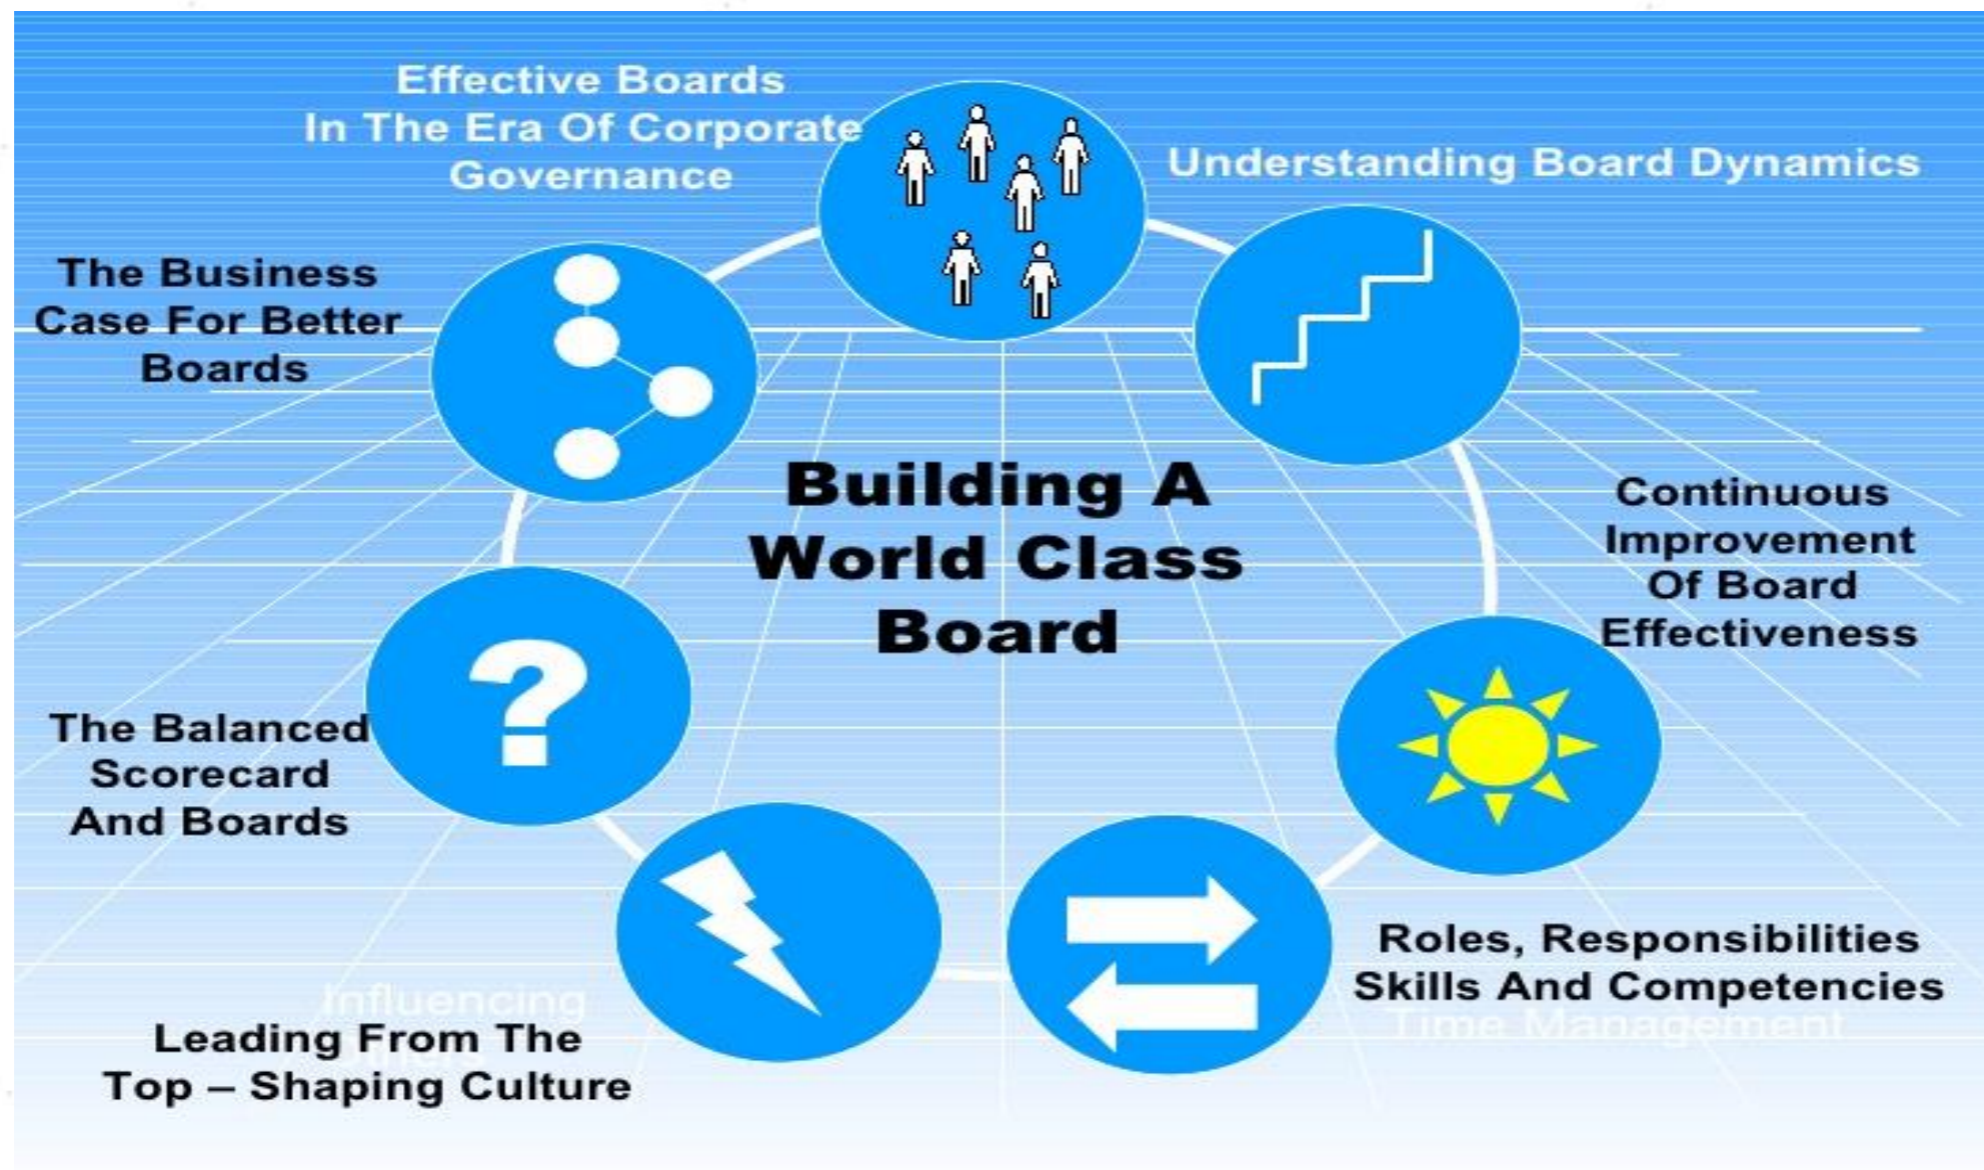 Effective Boards
In The Era Of Corporate
Governance
Understanding Board Dynamics
The Business
Case For Better
Boards
Building A
World Class
Board
Continuous
Improvement
Of Board
Effectiveness
The Balanced
Scorecard
And Boards
?
Roles, Responsibilities
Skills And Competencies
Time Management
Influencing
Leading From The
Top – Shaping Culture